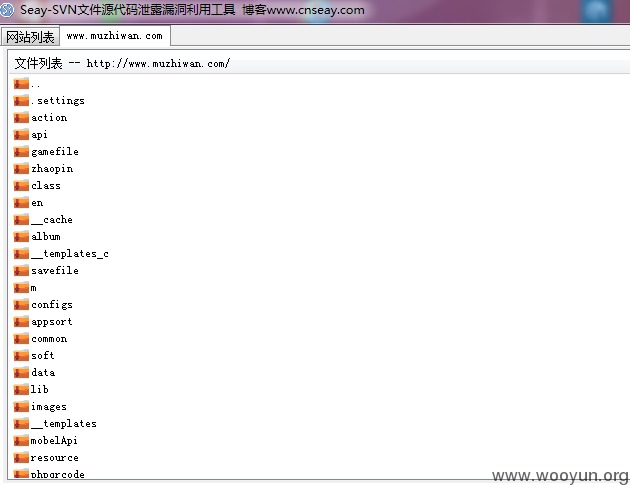 Seay-SVN文件源代码泄露漏洞利用工具 博客www.cnseay.com
网站列表 www.muzhiwan.com
文件列表 -- http://www.muzhiwan.com/
..
.settings
action
api
gamefile
zhaopin
class
en
__cache
album
__templates_c
savefile
m
configs
appsort
common
soft
data
lib
images
__templates
mobelApi
resource
phpqrcode
www.wooyun.org